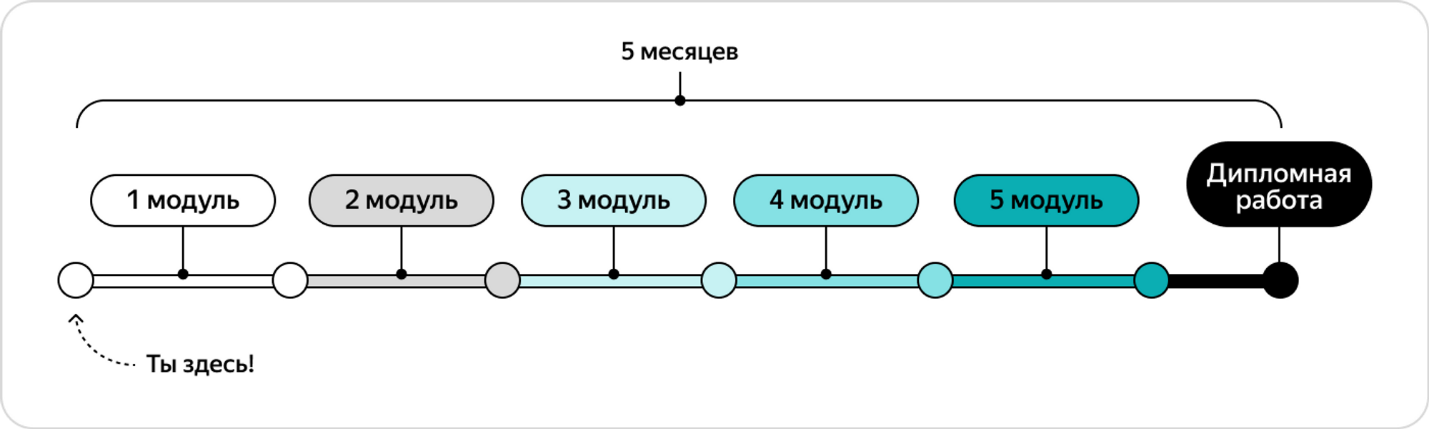 5 месяцев
1 модуль
2 модуль
3 модуль
4 модуль
5 модуль
Дипломная
работа
Ты здесь!